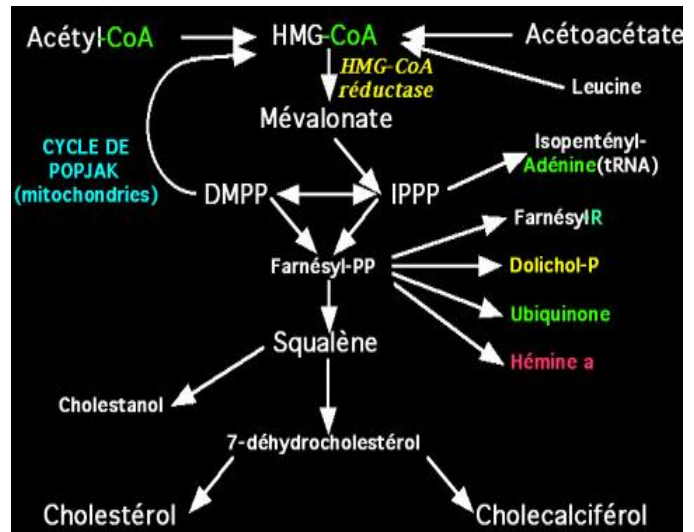 Acétyl-CoA
HMG-CoA
Acétoacétate
HMG-CoA
réductase
Leucine
Mévalonate
CYCLE DE
POPJAK
(mitochondries)
Isopentényl-
Adénine(tRNA)
DMPP
IPPP
FarnésylR
Farnésyl-PP
Dolichol-P
Ubiquinone
Squalène
Hémine a
Cholestanol
7-déhydrocholestérol
Cholestérol
Cholecalciférol